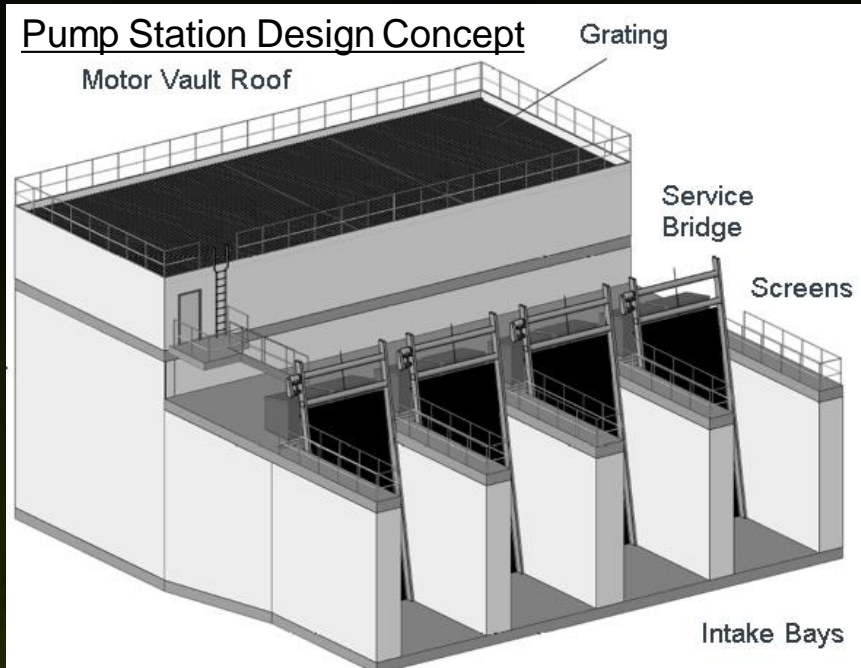 Pump Station Design Concept
Grating
Motor Vault Roof
Service
Bridge
Screens
Intake Bays